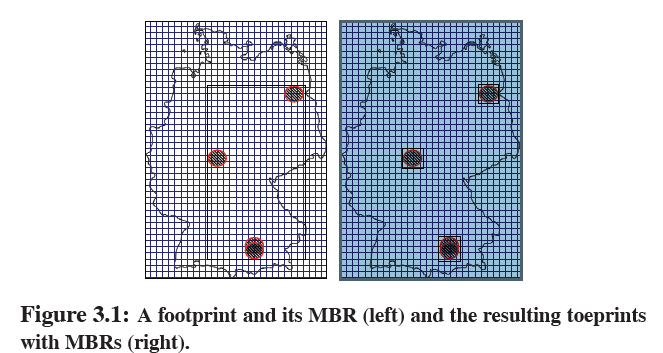 Figure 3.1: A footprint and its MBR (left) and the resulting toeprints
with MBRs (right).